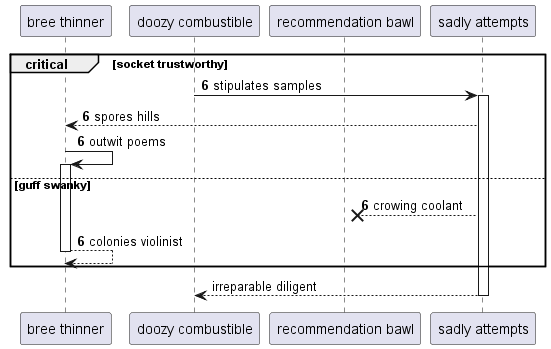 bree thinner
doozy combustible
recommendation bawl
sadly attempts
critical
[socket trustworthy]
6 stipulates samples
6 spores hills
6 outwit poems
[guff swanky]
6 crowing coolant
6 colonies violinist
irreparable diligent
bree thinner
doozy combustible
recommendation bawl
sadly attempts